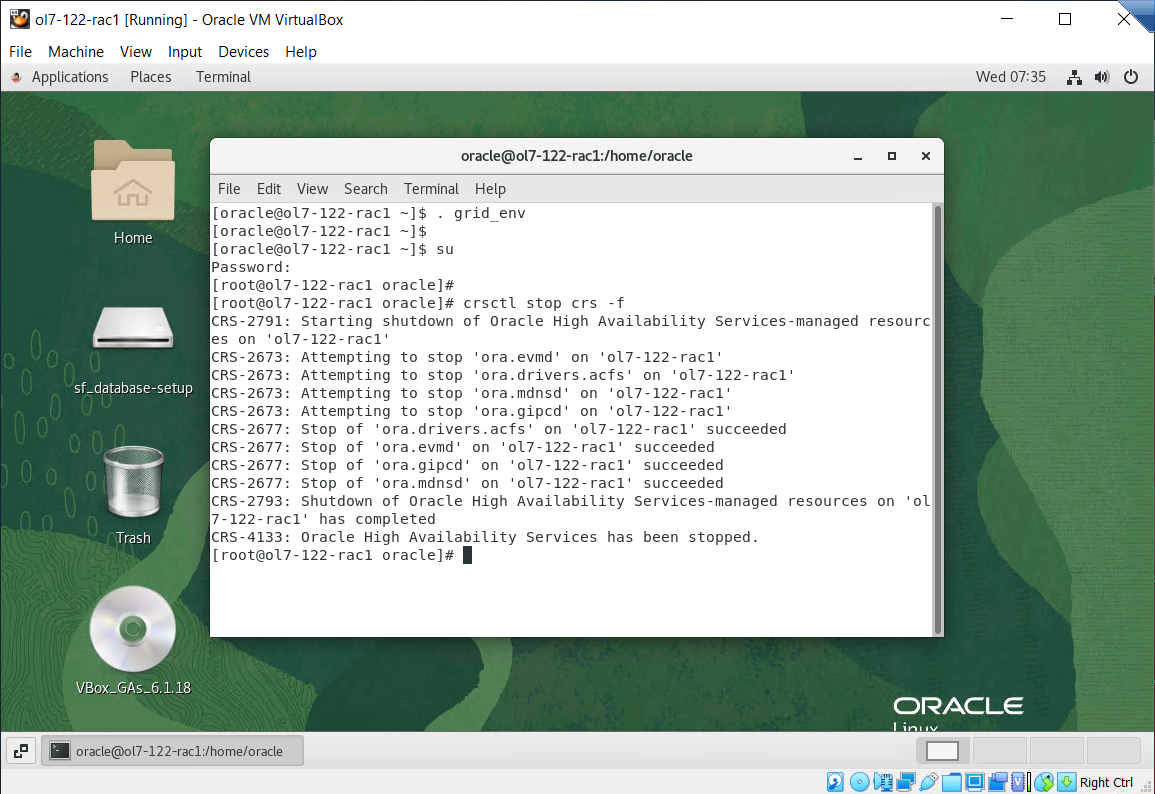 ol7-122-rac1 [Running] - Oracle VM VirtualBox
File Machine View Input Devices Help
Applications Places Terminal Wed 07:35
oracle@ol7-122-rac1:/home/oracle
File Edit View Search Terminal Help
[oracle@ol7-122-rac1 ~]$ . grid_env
[oracle@ol7-122-rac1 ~]$
[oracle@ol7-122-rac1 ~]$ su
Password:
[root@ol7-122-rac1 oracle]#
[root@ol7-122-rac1 oracle]# crsctl stop crs -f
CRS-2791: Starting shutdown of Oracle High Availability Services-managed resourc
es on 'ol7-122-rac1'
CRS-2673: Attempting to stop 'ora.evmd' on 'ol7-122-rac1'
CRS-2673: Attempting to stop 'ora.drivers.acfs' on 'ol7-122-rac1'
CRS-2673: Attempting to stop 'ora.mdnsd' on 'ol7-122-rac1'
CRS-2673: Attempting to stop 'ora.gipcd' on 'ol7-122-rac1'
CRS-2677: Stop of 'ora.drivers.acfs' on 'ol7-122-rac1' succeeded
CRS-2677: Stop of 'ora.evmd' on 'ol7-122-rac1' succeeded
CRS-2677: Stop of 'ora.gipcd' on 'ol7-122-rac1' succeeded
CRS-2677: Stop of 'ora.mdnsd' on 'ol7-122-rac1' succeeded
CRS-2793: Shutdown of Oracle High Availability Services-managed resources on 'ol
7-122-rac1' has completed
CRS-4133: Oracle High Availability Services has been stopped.
[root@ol7-122-rac1 oracle]#
Home
sf_database-setup
Trash
VBox_GAs_6.1.18
ORACLE
Linux
oracle@ol7-122-rac1:/home/oracle
Right Ctrl